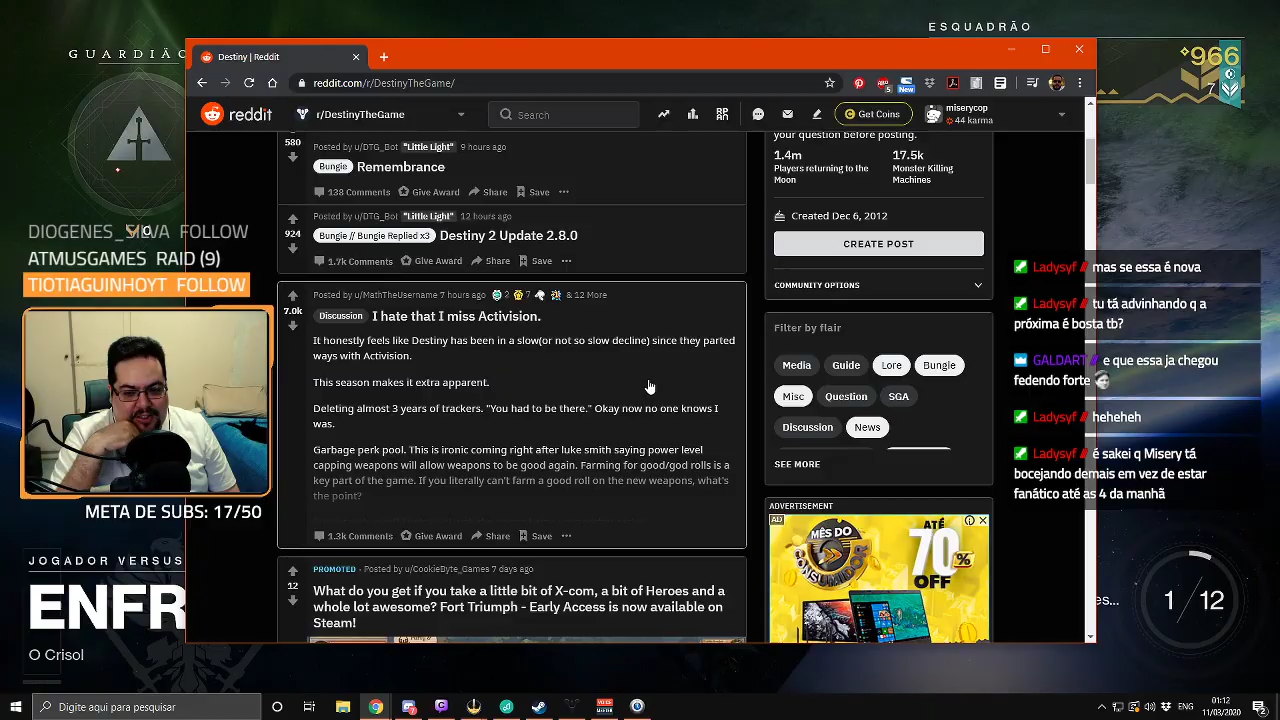 ESQUADRÃO
GUARDIÃO
966
7
Destiny | Reddit
reddit.com/r/DestinyTheGame/
5
New
reddit
r/DestinyTheGame
Search
Get Coins
miserycop
44 karma
580
Posted by u/DTG_Bot "Little Light" 9 hours ago
Bungie Remembrance
138 Comments Give Award Share Save
Posted by u/DTG_Bot "Little Light" 12 hours ago
924
Bungie // Bungie Replied x3 Destiny 2 Update 2.8.0
1.7k Comments Give Award Share Save
Posted by u/MathTheUsername 7 hours ago 2 7 & 12 More
7.0k
Discussion I hate that I miss Activision.
It honestly feels like Destiny has been in a slow(or not so slow decline) since they parted
ways with Activision.
This season makes it extra apparent.
Deleting almost 3 years of trackers. "You had to be there." Okay now no one knows I
was.
Garbage perk pool. This is ironic coming right after luke smith saying power level
capping weapons will allow weapons to be good again. Farming for good/god rolls is a
key part of the game. If you literally can't farm a good roll on the new weapons, what's
the point?
1.3k Comments Give Award Share Save
PROMOTED • Posted by u/CookieByte_Games 7 days ago
12
What do you get if you take a little bit of X-com, a bit of Heroes and a
whole lot awesome? Fort Triumph - Early Access is now available on
Steam!
your question before posting.
1.4m 17.5k
Players returning to the Moon
Monster Killing Machines
Created Dec 6, 2012
CREATE POST
COMMUNITY OPTIONS
Filter by flair
Media Guide Lore Bungie
Misc Question SGA
Discussion News
SEE MORE
ADVERTISEMENT
AD
MÊS DO
CONSUMIDOR
ATÉ
70%
OFF
DIOGENES_SILVA FOLLOW
ATMUSGAMES RAID (9)
TIOTIAGUINHOYT FOLLOW
META DE SUBS: 17/50
JOGADOR VERSUS
ENFR
O Crisol
Ladysyf // mas se essa é nova
Ladysyf // tu tá advinhando q a
próxima é bosta tb?
GALDART // e que essa ja chegou
fedendo forte
Ladysyf // heheheh
Ladysyf // é sakei q Misery tá
bocejando demais em vez de estar
fanático até as 4 da manhã
es...
1 / 12
Digite aqui para pesquisar
ENG
01:12
11/03/2020
2